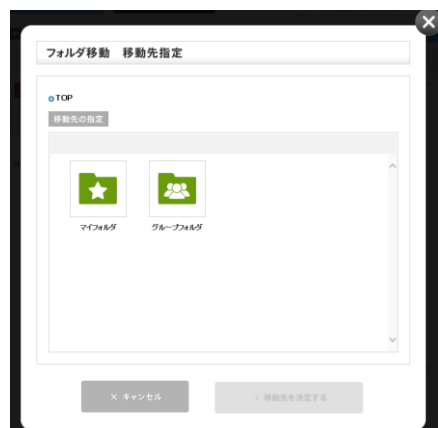 フォルダ移動 移動先指定
TOP
移動先の指定
マイフォルダ
グループフォルダ
× キャンセル
> 移動先を決定する